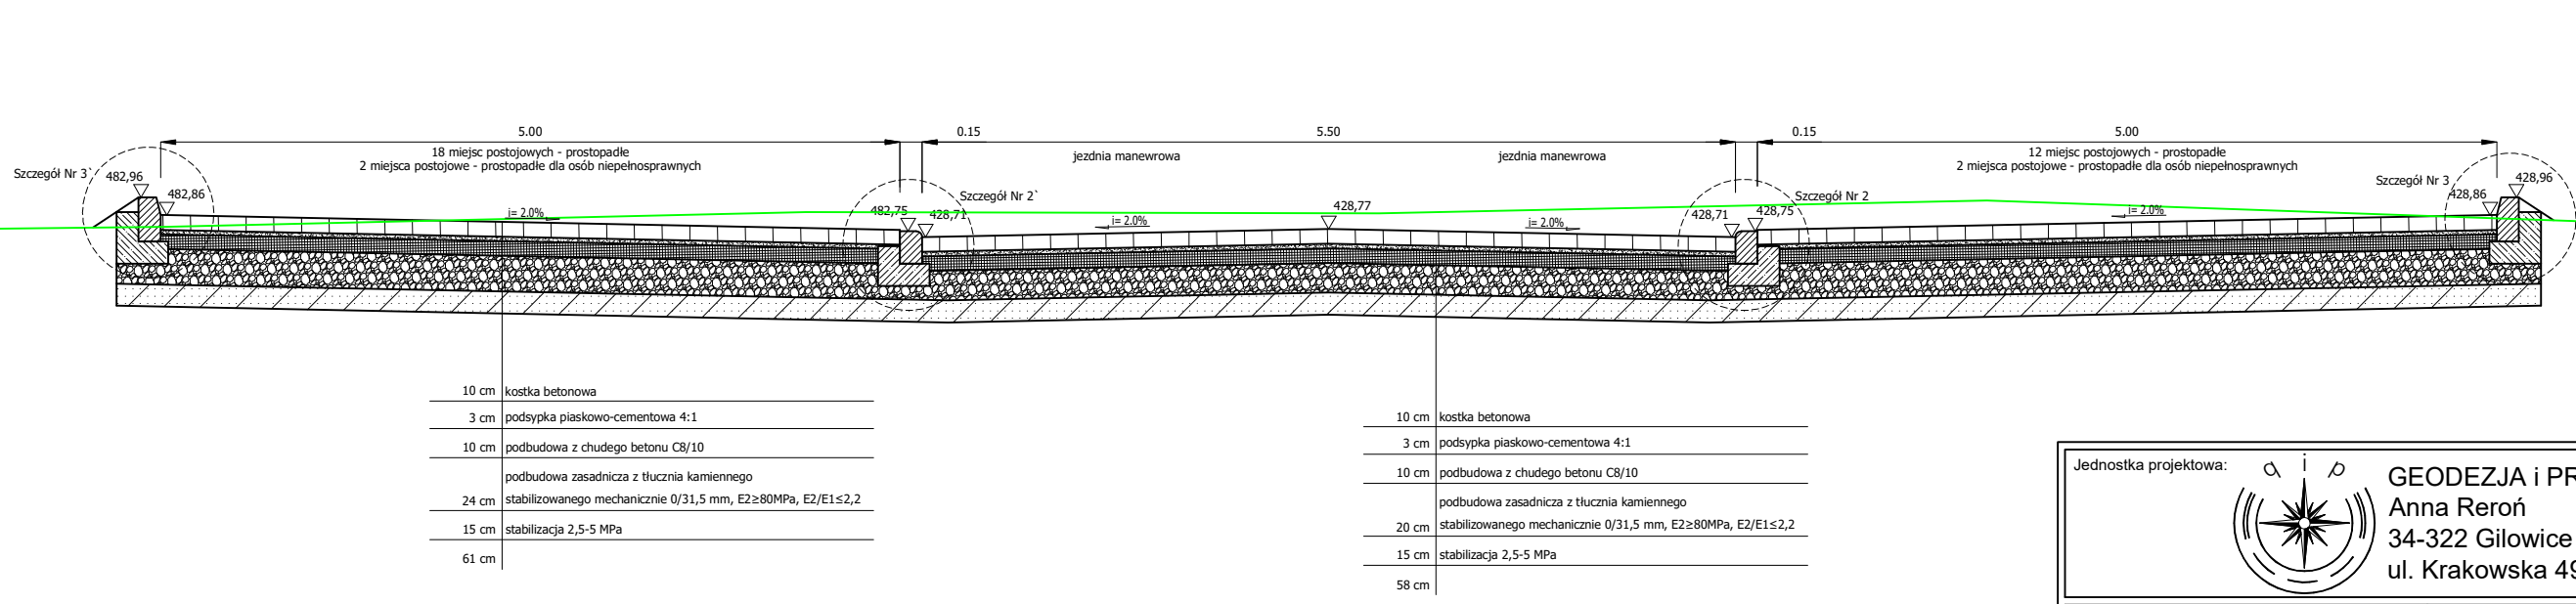 5.00
0.15
5.50
0.15
5.00
18 miejsc postojowych - prostopadłe
2 miejsca postojowe - prostopadłe dla osób niepełnosprawnych
jezdnia manewrowa
jezdnia manewrowa
12 miejsc postojowych - prostopadłe
2 miejsca postojowe - prostopadłe dla osób niepełnosprawnych
Szczegół Nr 3`
482,96
482,86
i= 2.0%
482,75
428,71
Szczegół Nr 2`
i= 2.0%
428,77
i= 2.0%
428,71
428,75
Szczegół Nr 2
i= 2.0%
Szczegół Nr 3
428,86
428,96
10 cm kostka betonowa
3 cm podsypka piaskowo-cementowa 4:1
10 cm podbudowa z chudego betonu C8/10
podbudowa zasadnicza z tłucznia kamiennego
24 cm stabilizowanego mechanicznie 0/31,5 mm, E2≥80MPa, E2/E1≤2,2
15 cm stabilizacja 2,5-5 MPa
61 cm
10 cm kostka betonowa
3 cm podsypka piaskowo-cementowa 4:1
10 cm podbudowa z chudego betonu C8/10
podbudowa zasadnicza z tłucznia kamiennego
20 cm stabilizowanego mechanicznie 0/31,5 mm, E2≥80MPa, E2/E1≤2,2
15 cm stabilizacja 2,5-5 MPa
58 cm
Jednostka projektowa:
GEODEZJA i PR
Anna Reroń
34-322 Gilowice
ul. Krakowska 49